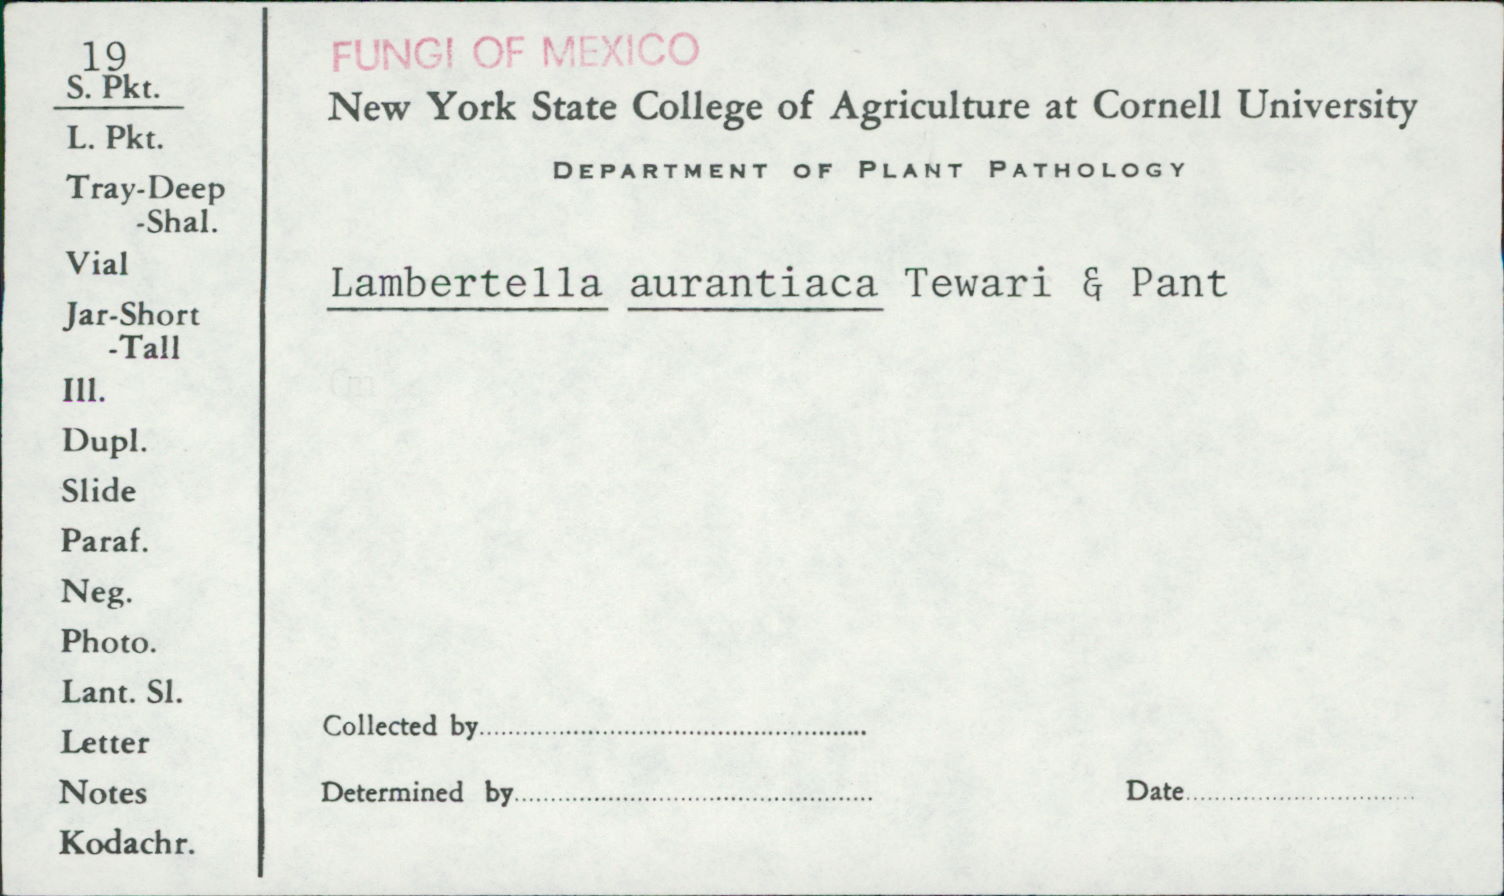 19
S. Pkt.
L. Pkt.
Tray-Deep
-Shal.
Vial
Jar-Short
-Tall
Ill.
Dupl.
Slide
Paraf.
Neg.
Photo.
Lant. Sl.
Letter
Notes
Kodachr.
FUNGI OF MEXICO
New York State College of Agriculture at Cornell University
DEPARTMENT OF PLANT PATHOLOGY
Lambertella aurantiaca Tewari & Pant
Collected by
Determined by
Date